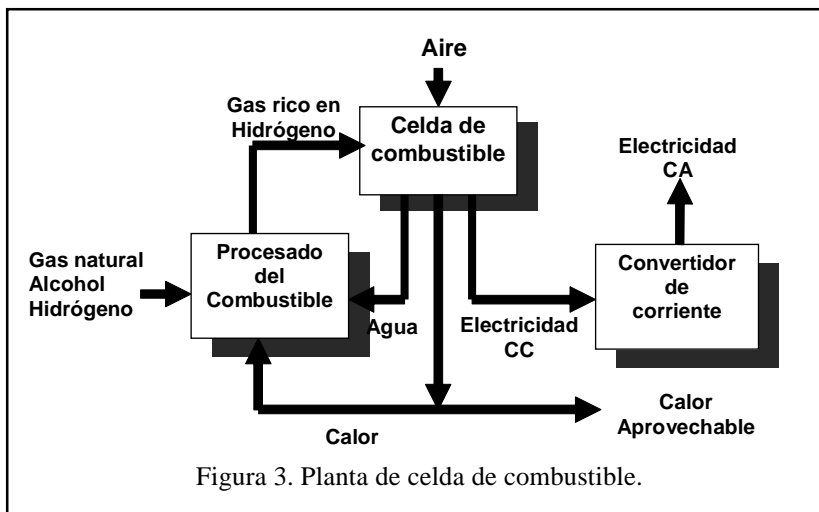 Aire
Gas rico en
Hidrógeno
Celda de
combustible
Electricidad
CA
Gas natural
Alcohol
Hidrógeno
Procesado
del
Combustible
Convertidor
de
corriente
Agua
Electricidad
CC
Calor
Calor
Aprovechable
Figura 3. Planta de celda de combustible.